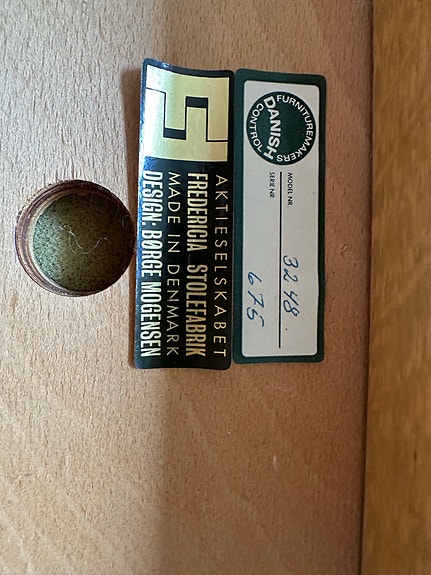 AKTIESELSKABET
FREDERICIA STOLEFABRIK
MADE IN DENMARK
DESIGN: BØRGE MOGENSEN
FURNITUREMAKERS
DANISH
CONTROL
MODEL NR. 3248.
SERIE NR. 675